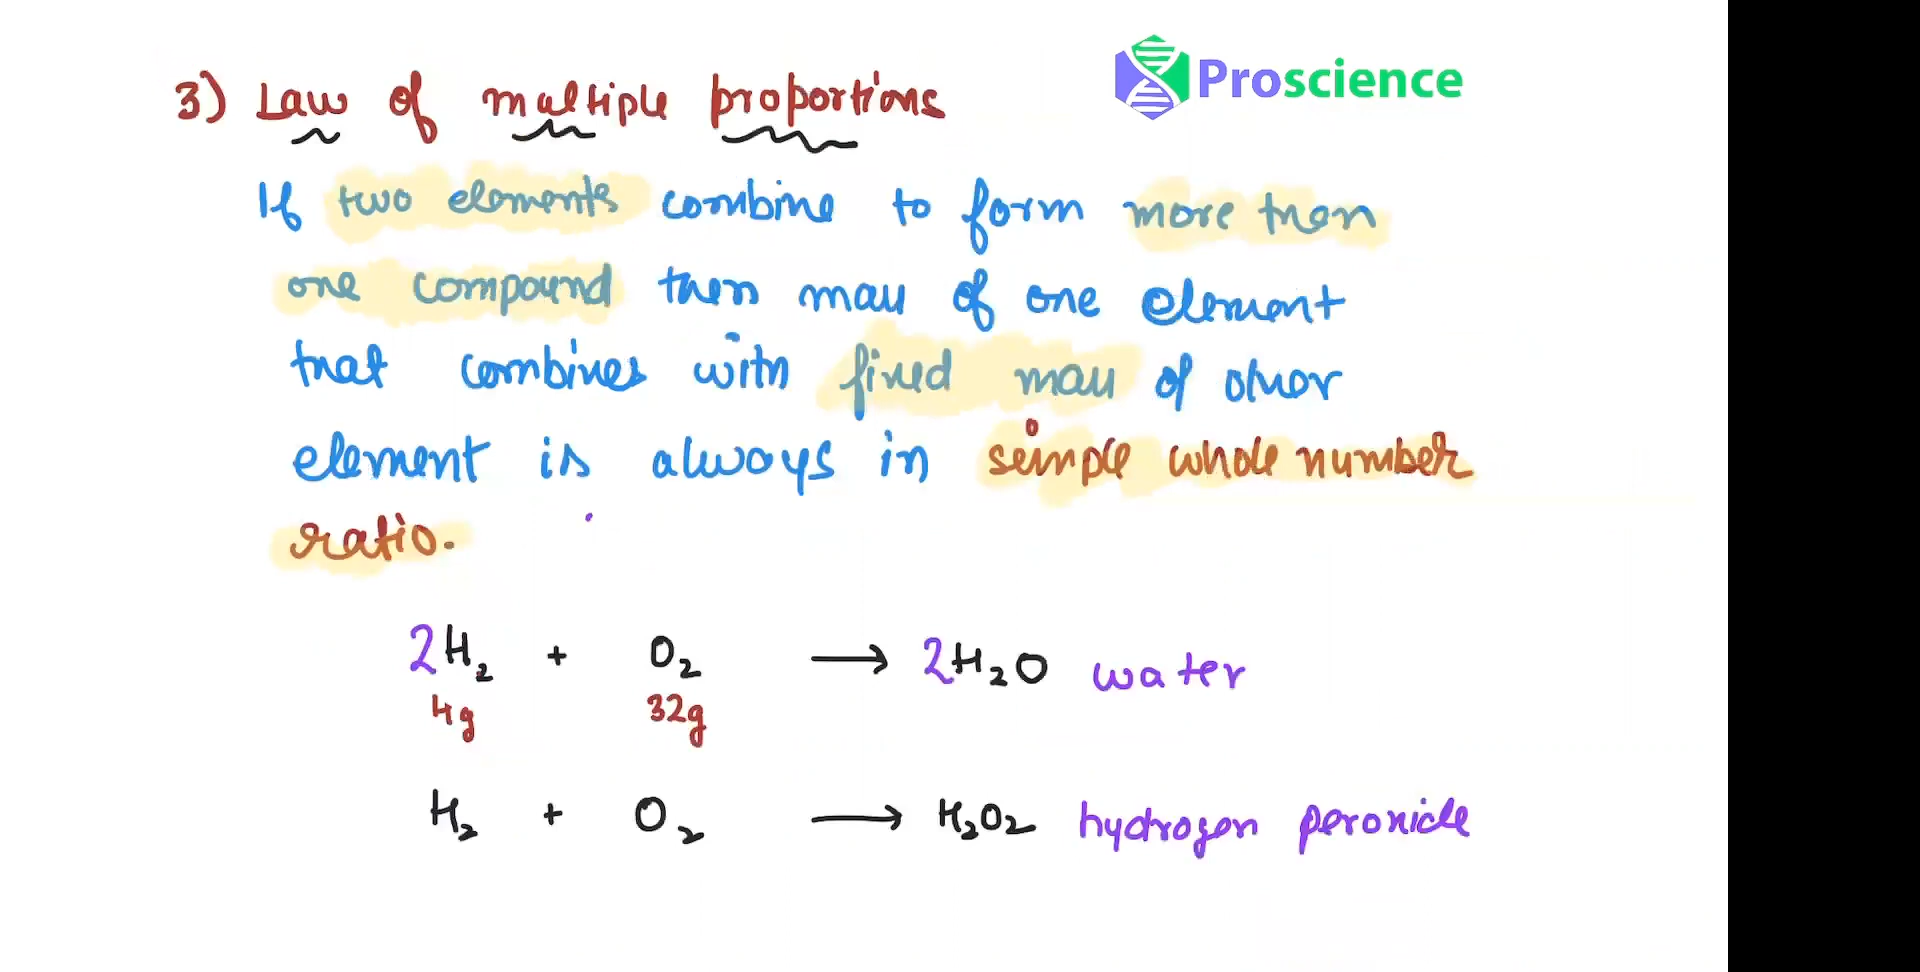 Proscience
3) Law of multiple proportions
If two elements combine to form more than
one compound then mass of one element
that combines with fixed mass of other
element is always in simple whole number
ratio.
2H₂ + O₂ → 2H₂O water
4g 32g
H₂ + O₂ → H₂O₂ hydrogen peroxide